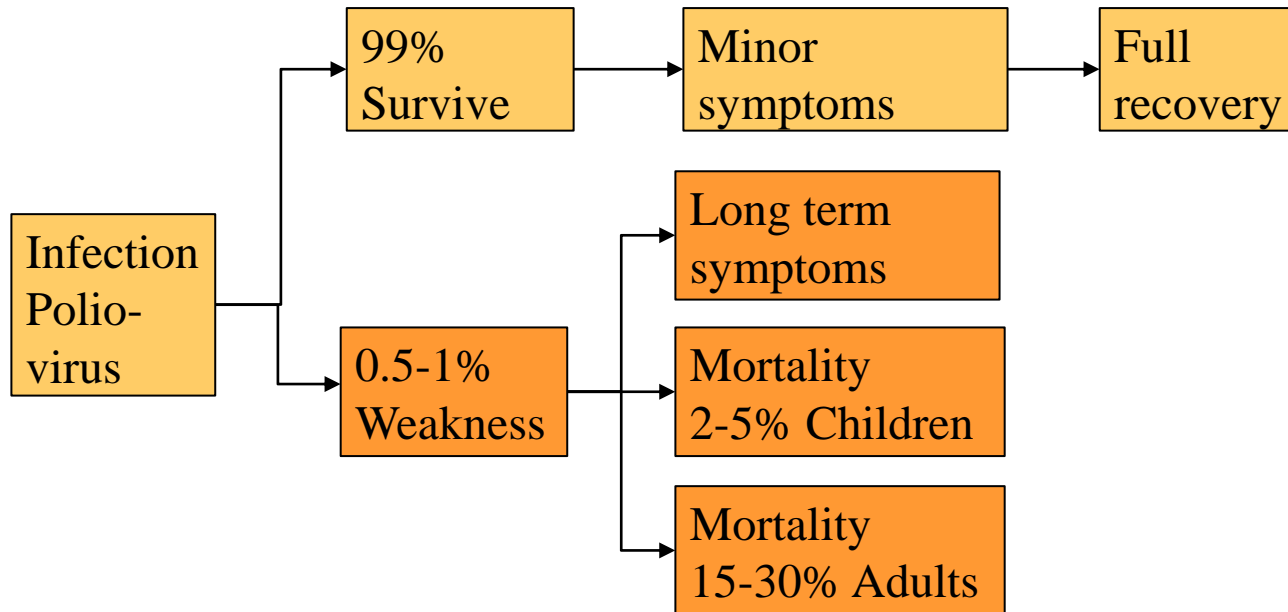 99%
Survive
Minor
symptoms
Full
recovery
Infection
Polio-
virus
Long term
symptoms
0.5-1%
Weakness
Mortality
2-5% Children
Mortality
15-30% Adults